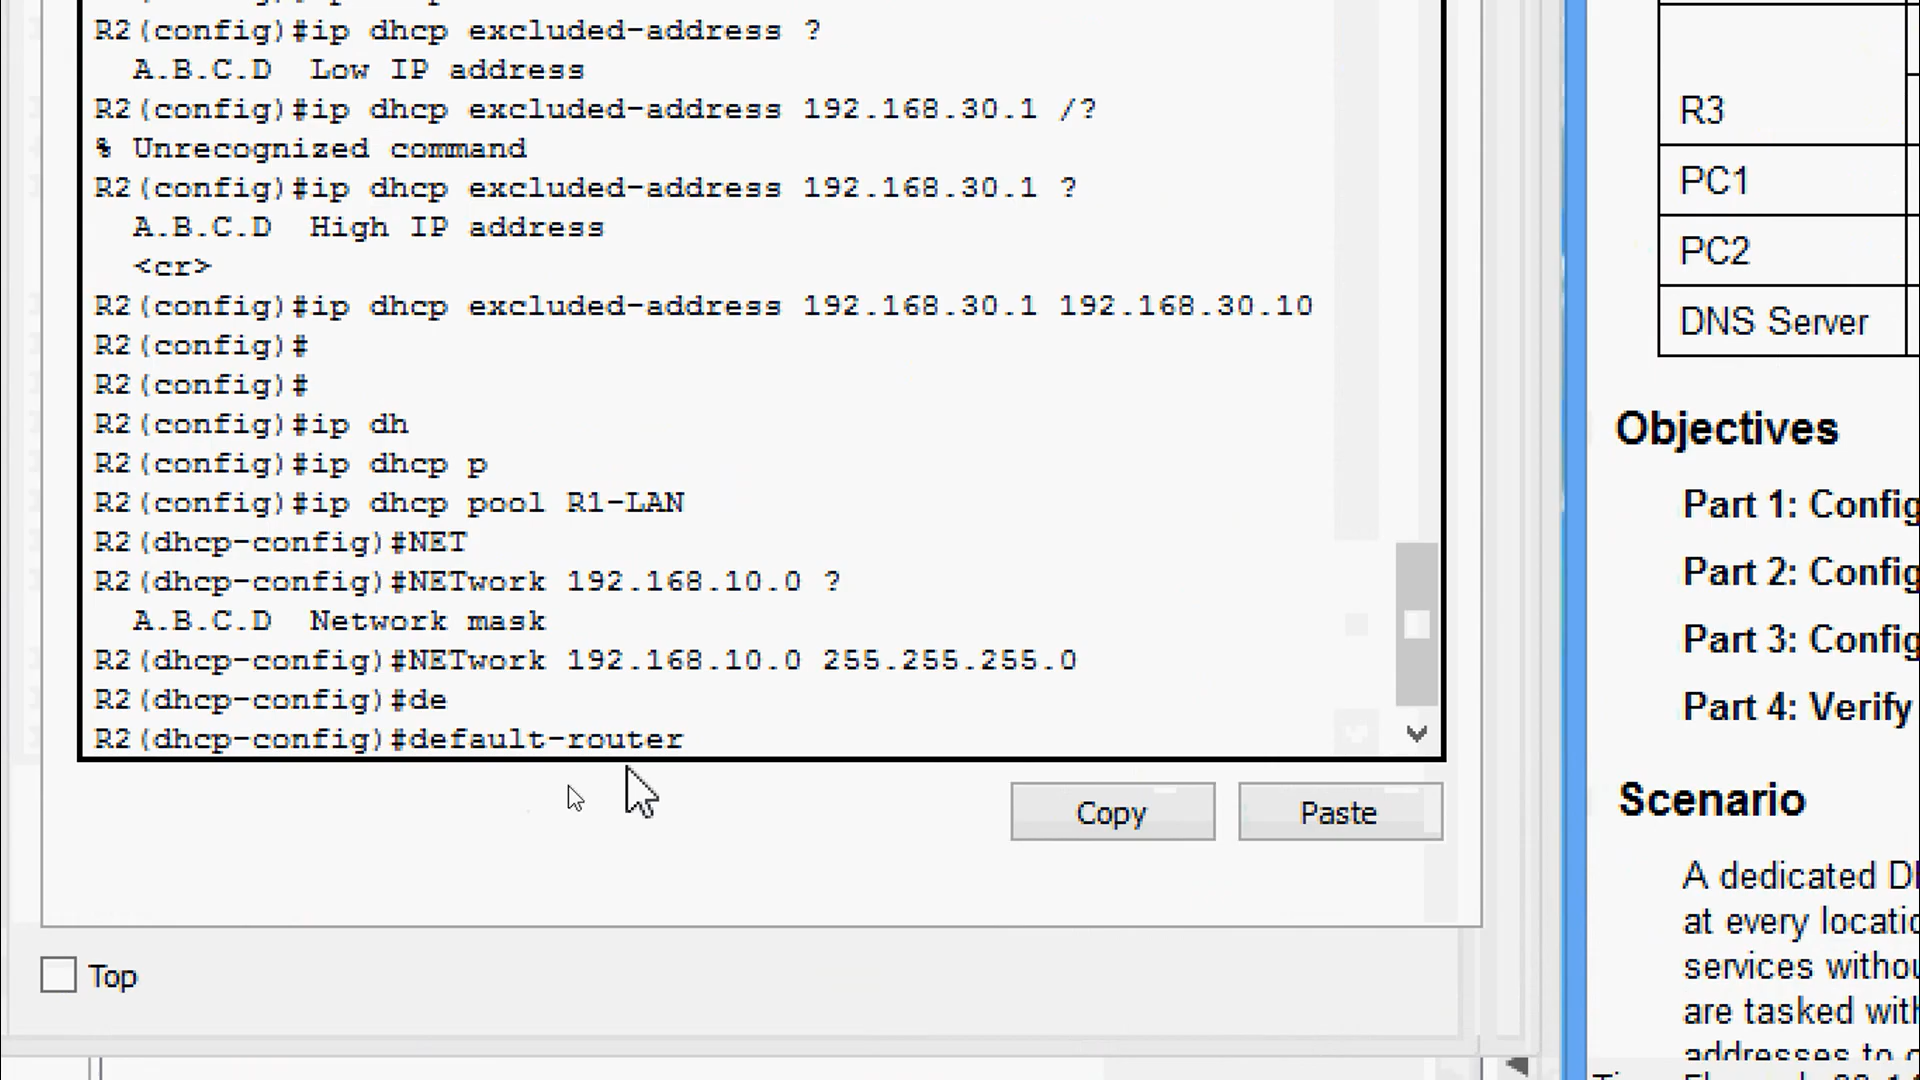 R2(config)#ip dhcp excluded-address ?
A.B.C.D  Low IP address
R2(config)#ip dhcp excluded-address 192.168.30.1 /?
% Unrecognized command
R2(config)#ip dhcp excluded-address 192.168.30.1 ?
A.B.C.D  High IP address
<cr>
R2(config)#ip dhcp excluded-address 192.168.30.1 192.168.30.10
R2(config)#
R2(config)#
R2(config)#ip dh
R2(config)#ip dhcp p
R2(config)#ip dhcp pool R1-LAN
R2(dhcp-config)#NET
R2(dhcp-config)#NETwork 192.168.10.0 ?
A.B.C.D  Network mask
R2(dhcp-config)#NETwork 192.168.10.0 255.255.255.0
R2(dhcp-config)#de
R2(dhcp-config)#default-router
Copy
Paste
Top
R3
PC1
PC2
DNS Server
Objectives
Part 1: Config
Part 2: Config
Part 3: Config
Part 4: Verify
Scenario
A dedicated D
at every locatio
services withou
are tasked with
addresses to